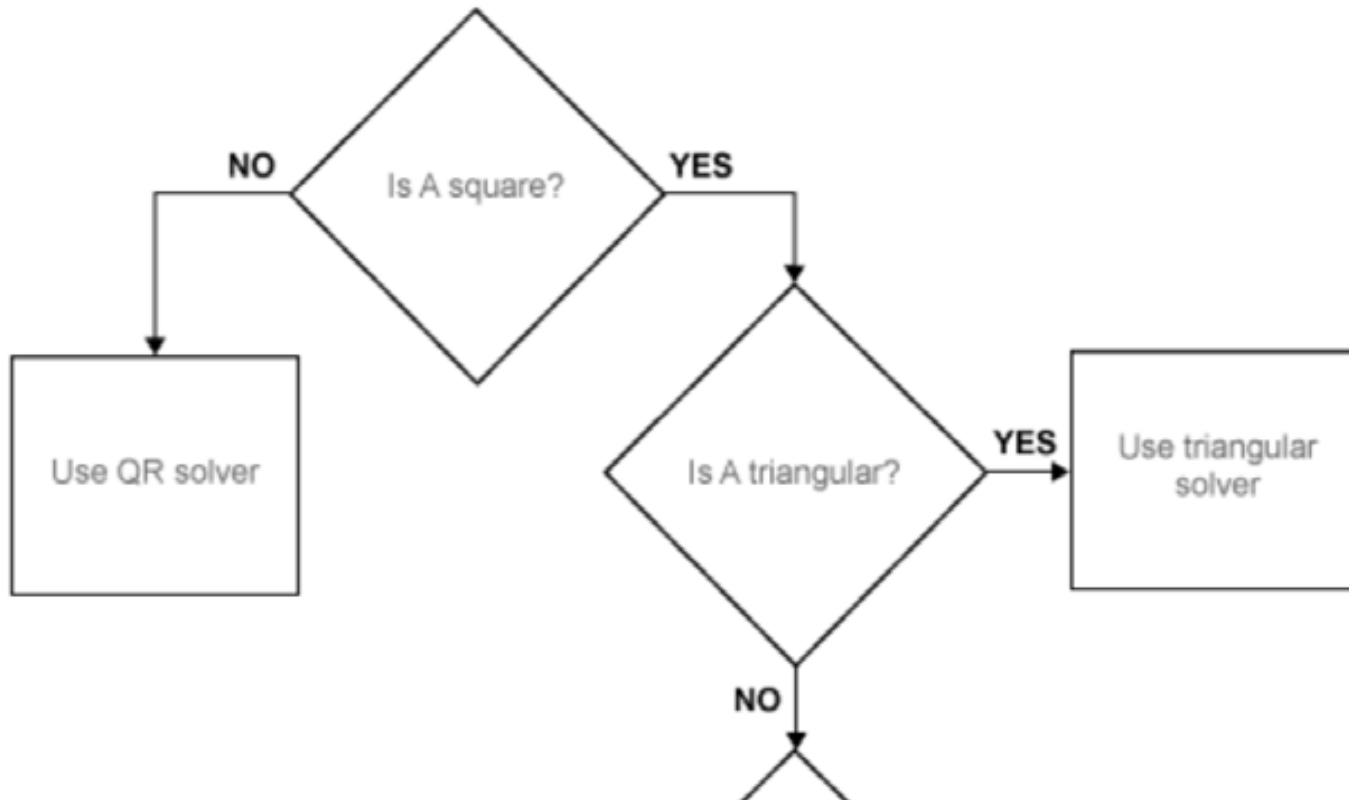 NO
Is A square?
YES
Use QR solver
Is A triangular?
YES
Use triangular
solver
NO